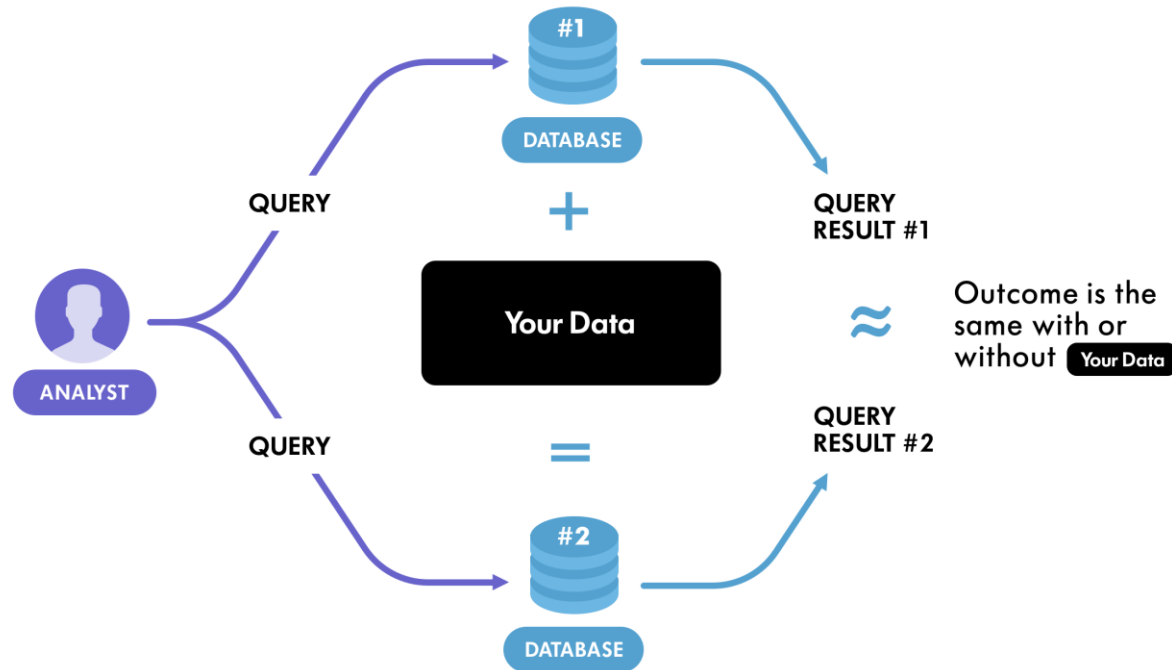 #1
DATABASE
QUERY
+
QUERY
RESULT #1
Your Data
ANALYST
≈
Outcome is the
same with or
without Your Data
QUERY
=
QUERY
RESULT #2
#2
DATABASE